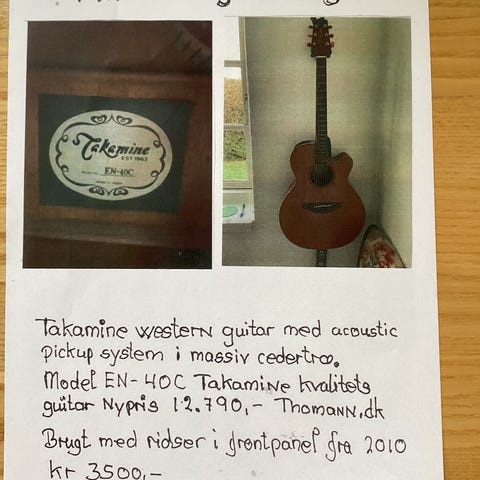 Takamine
EST. 1962
EN-40C
Takamine western guitar med acoustic
pickup system i massiv cedertræ.
Model EN-40C Takamine kvalitets
guitar Nypris 12.790,- Thomann.dk
Brugt med ridser i frontpanel fra 2010
kr 3500,-